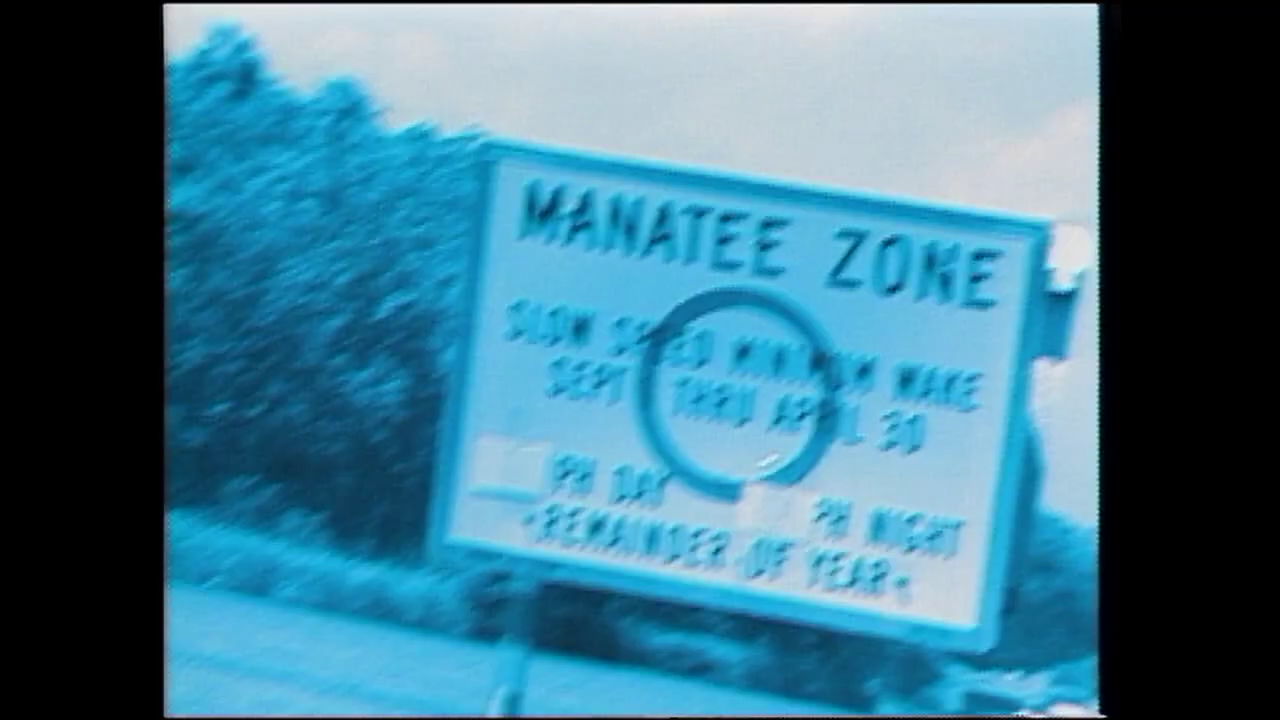 MANATEE ZONE
SLOW SPEED MINIMUM WAKE
SEPT THRU APRIL 30
PH DAY PH NIGHT
•REMAINDER OF YEAR•